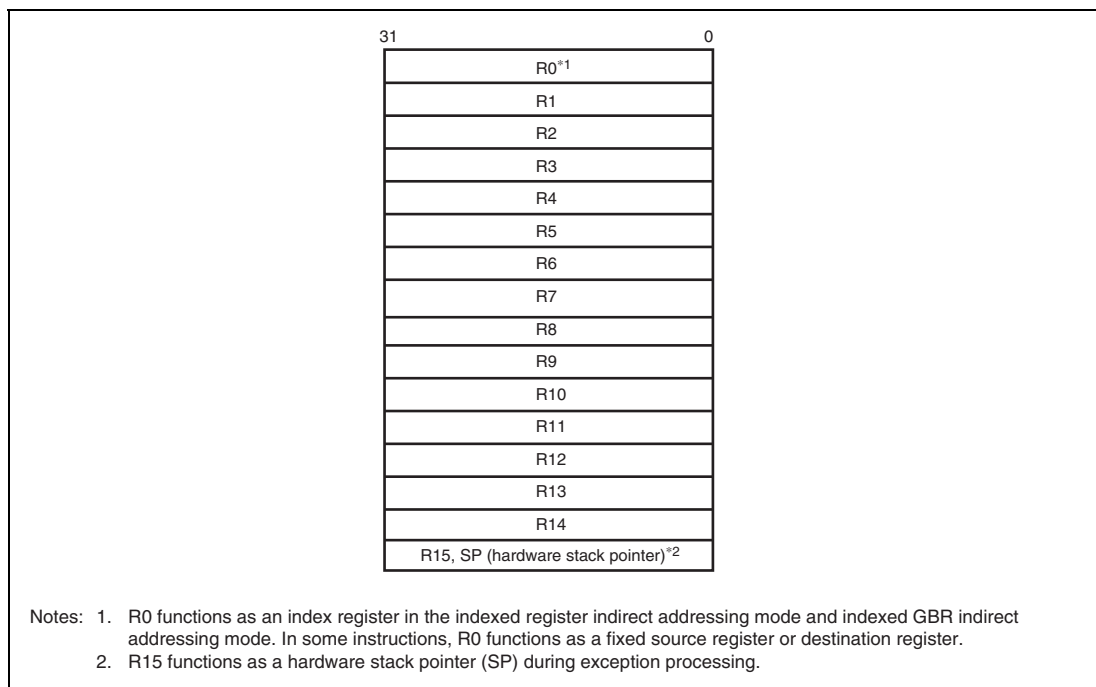 31 0
R0*1
R1
R2
R3
R4
R5
R6
R7
R8
R9
R10
R11
R12
R13
R14
R15, SP (hardware stack pointer)*2
Notes: 1. R0 functions as an index register in the indexed register indirect addressing mode and indexed GBR indirect
addressing mode. In some instructions, R0 functions as a fixed source register or destination register.
2. R15 functions as a hardware stack pointer (SP) during exception processing.